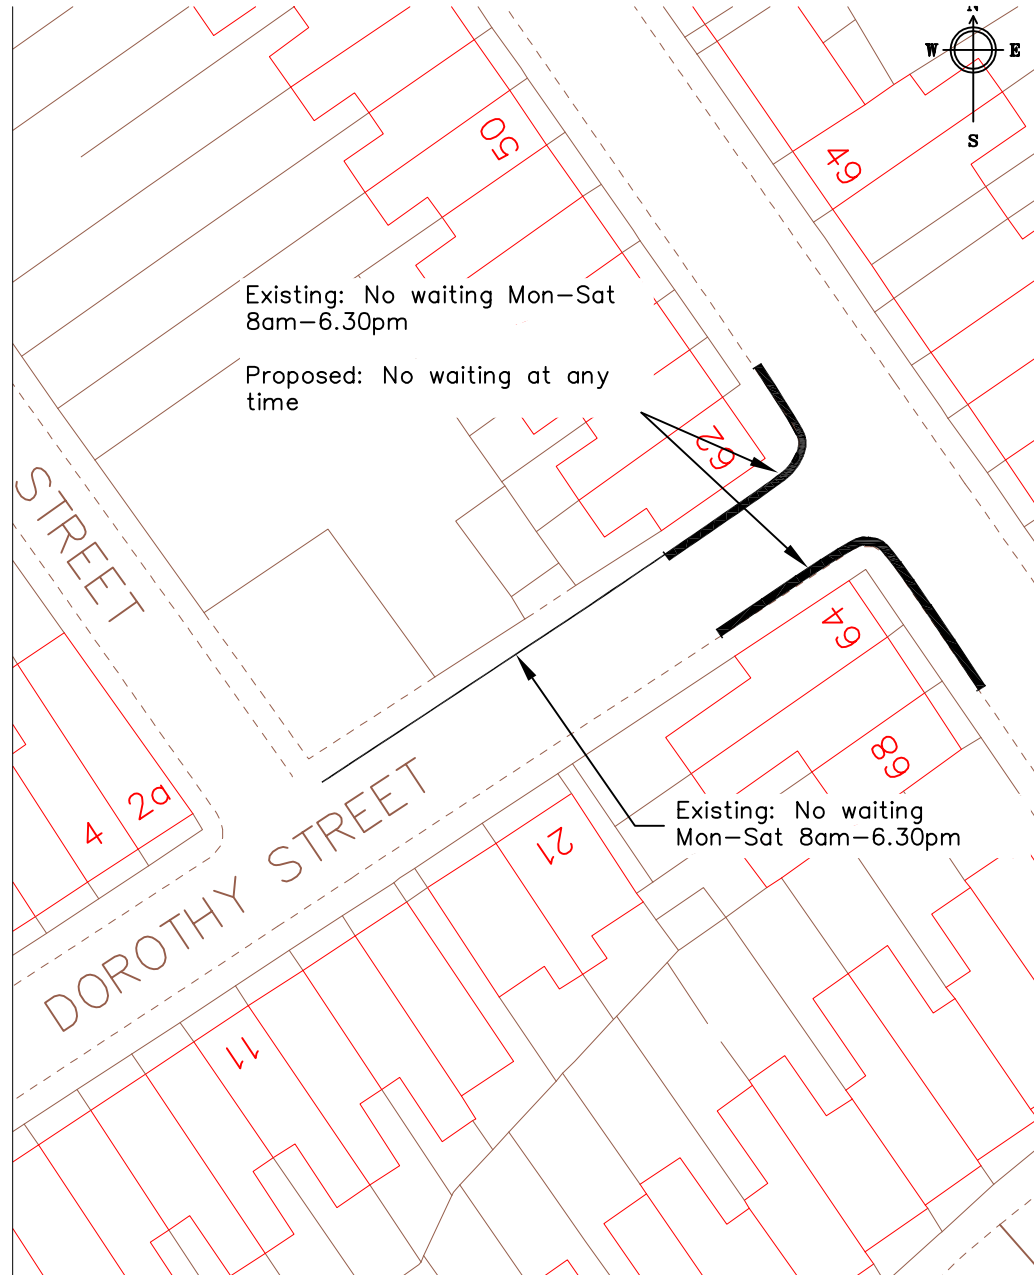 N
W E
S
50
49
Existing: No waiting Mon-Sat
8am-6.30pm
Proposed: No waiting at any
time
62
STREET
64
68
4 2a
Existing: No waiting
Mon-Sat 8am-6.30pm
21
DOROTHY STREET
11